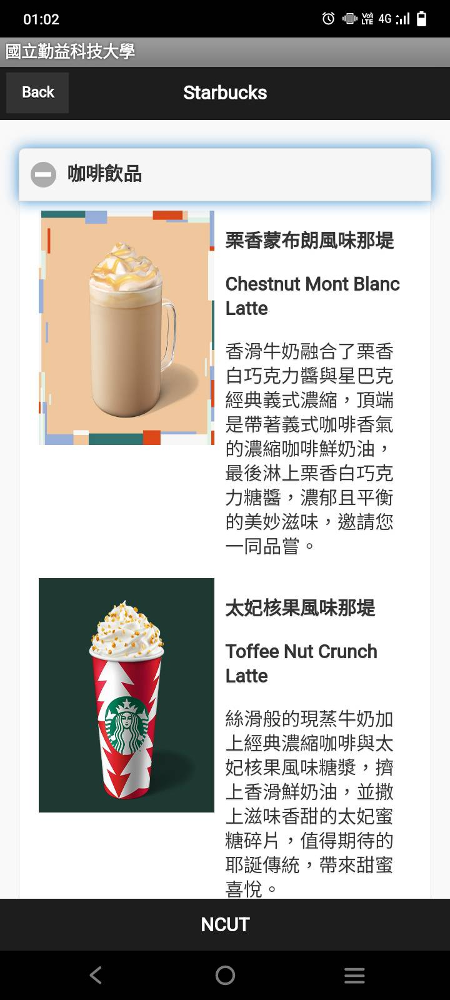 01:02
Vo) LTE 4G
國立勤益科技大學
Back
Starbucks
咖啡飲品
栗香蒙布朗風味那堤
Chestnut Mont Blanc
Latte
香滑牛奶融合了栗香
白巧克力醬與星巴克
經典義式濃縮，頂端
是帶著義式咖啡香氣
的濃縮咖啡鮮奶油，
最後淋上栗香白巧克
力糖醬，濃郁且平衡
的美妙滋味，邀請您
一同品嘗。
太妃核果風味那堤
Toffee Nut Crunch
Latte
絲滑般的現蒸牛奶加
上經典濃縮咖啡與太
妃核果風味糖漿，擠
上香滑鮮奶油，並撒
上滋味香甜的太妃蜜
糖碎片，值得期待的
耶誕傳統，帶來甜蜜
喜悅。
NCUT